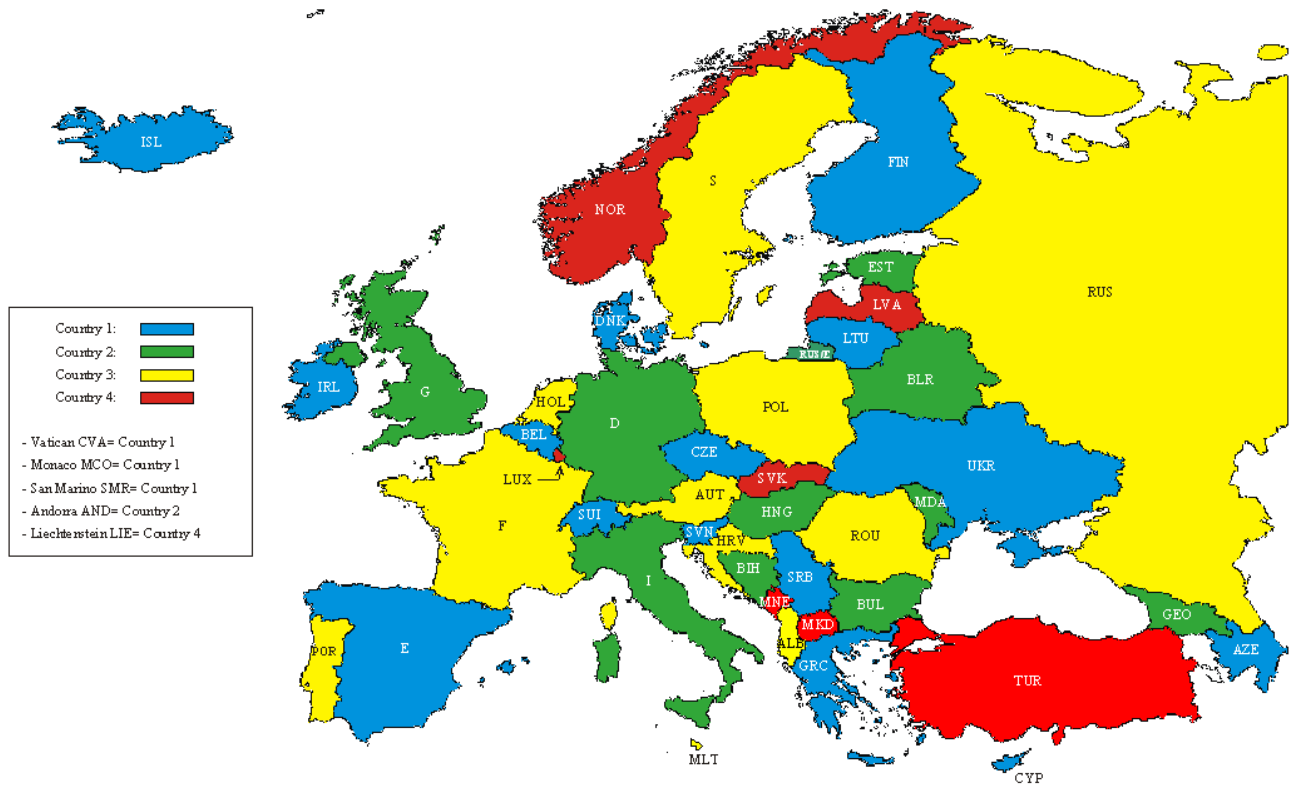 ISL
FIN
S
NOR
EST
RUS
LVA
DNK
LTU
RUS/E
BLR
IRL
G
HOL
POL
D
BEL
CZE
UKR
LUX
SVK
AUT
MDA
HNG
SUI
F
SVN
HRV
ROU
BIH
SRB
I
MNE
BUL
GEO
MKD
ALB
E
POR
AZE
GRC
TUR
MLT
CYP
Country 1:
Country 2:
Country 3:
Country 4:
- Vatican CVA= Country 1
- Monaco MCO= Country 1
- San Marino SMR= Country 1
- Andorra AND= Country 2
- Liechtenstein LIE= Country 4